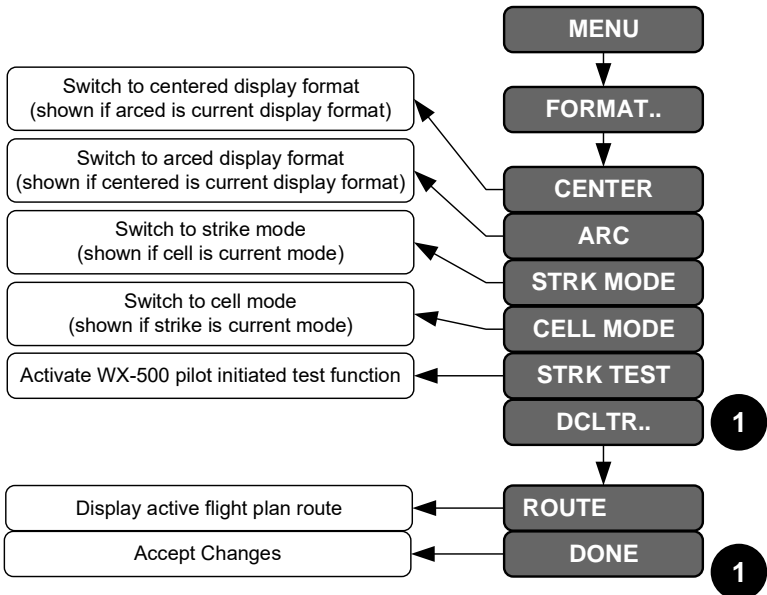 MENU
FORMAT..
Switch to centered display format
(shown if arced is current display format)
CENTER
Switch to arced display format
(shown if centered is current display format)
ARC
Switch to strike mode
(shown if cell is current mode)
STRK MODE
Switch to cell mode
(shown if strike is current mode)
CELL MODE
Activate WX-500 pilot initiated test function
STRK TEST
DCLTR..
1
Display active flight plan route
ROUTE
Accept Changes
DONE
1